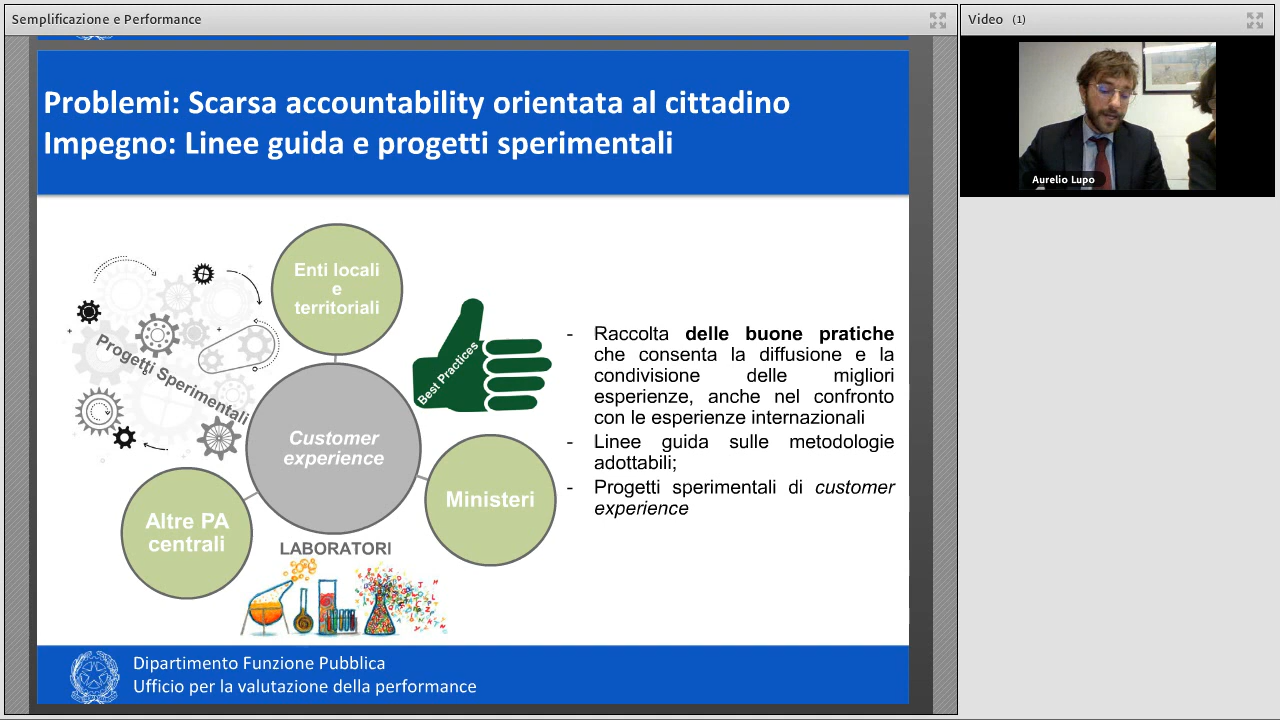 Semplificazione e Performance
Video (1)
Aurelio Lupo
Problemi: Scarsa accountability orientata al cittadino
Impegno: Linee guida e progetti sperimentali
Enti locali
e
territoriali
Progetti Sperimentali
Best Practices
Customer
experience
Ministeri
Altre PA
centrali
LABORATORI
- Raccolta delle buone pratiche
che consenta la diffusione e la
condivisione delle migliori
esperienze, anche nel confronto
con le esperienze internazionali
- Linee guida sulle metodologie
adottabili;
- Progetti sperimentali di customer
experience
Dipartimento Funzione Pubblica
Ufficio per la valutazione della performance